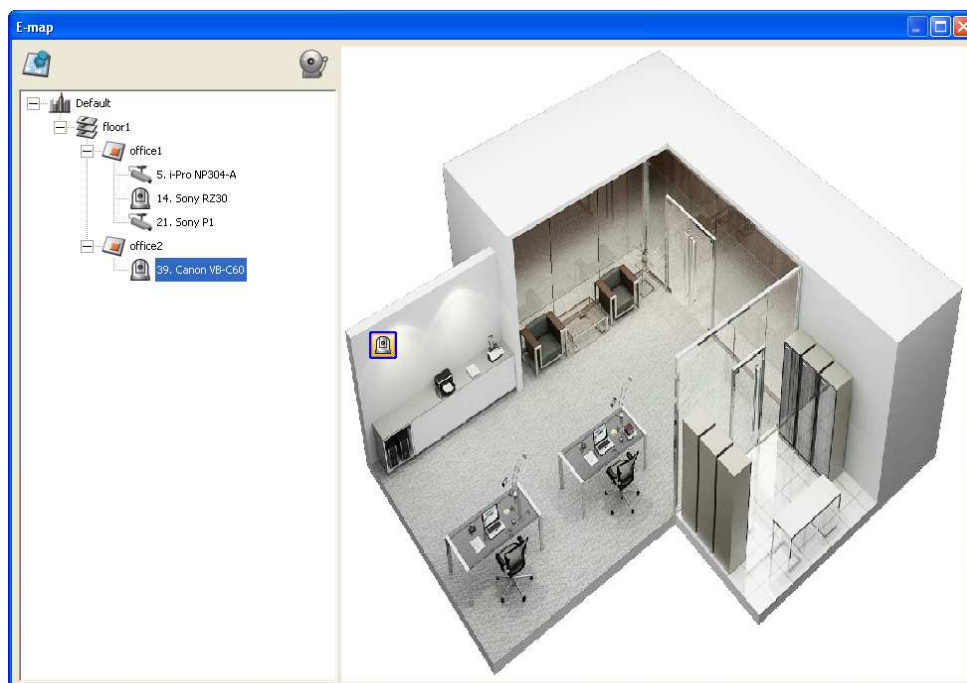 E-map
Default
floor1
office1
5. i-Pro NP304-A
14. Sony RZ30
21. Sony P1
office2
39. Canon VB-C60